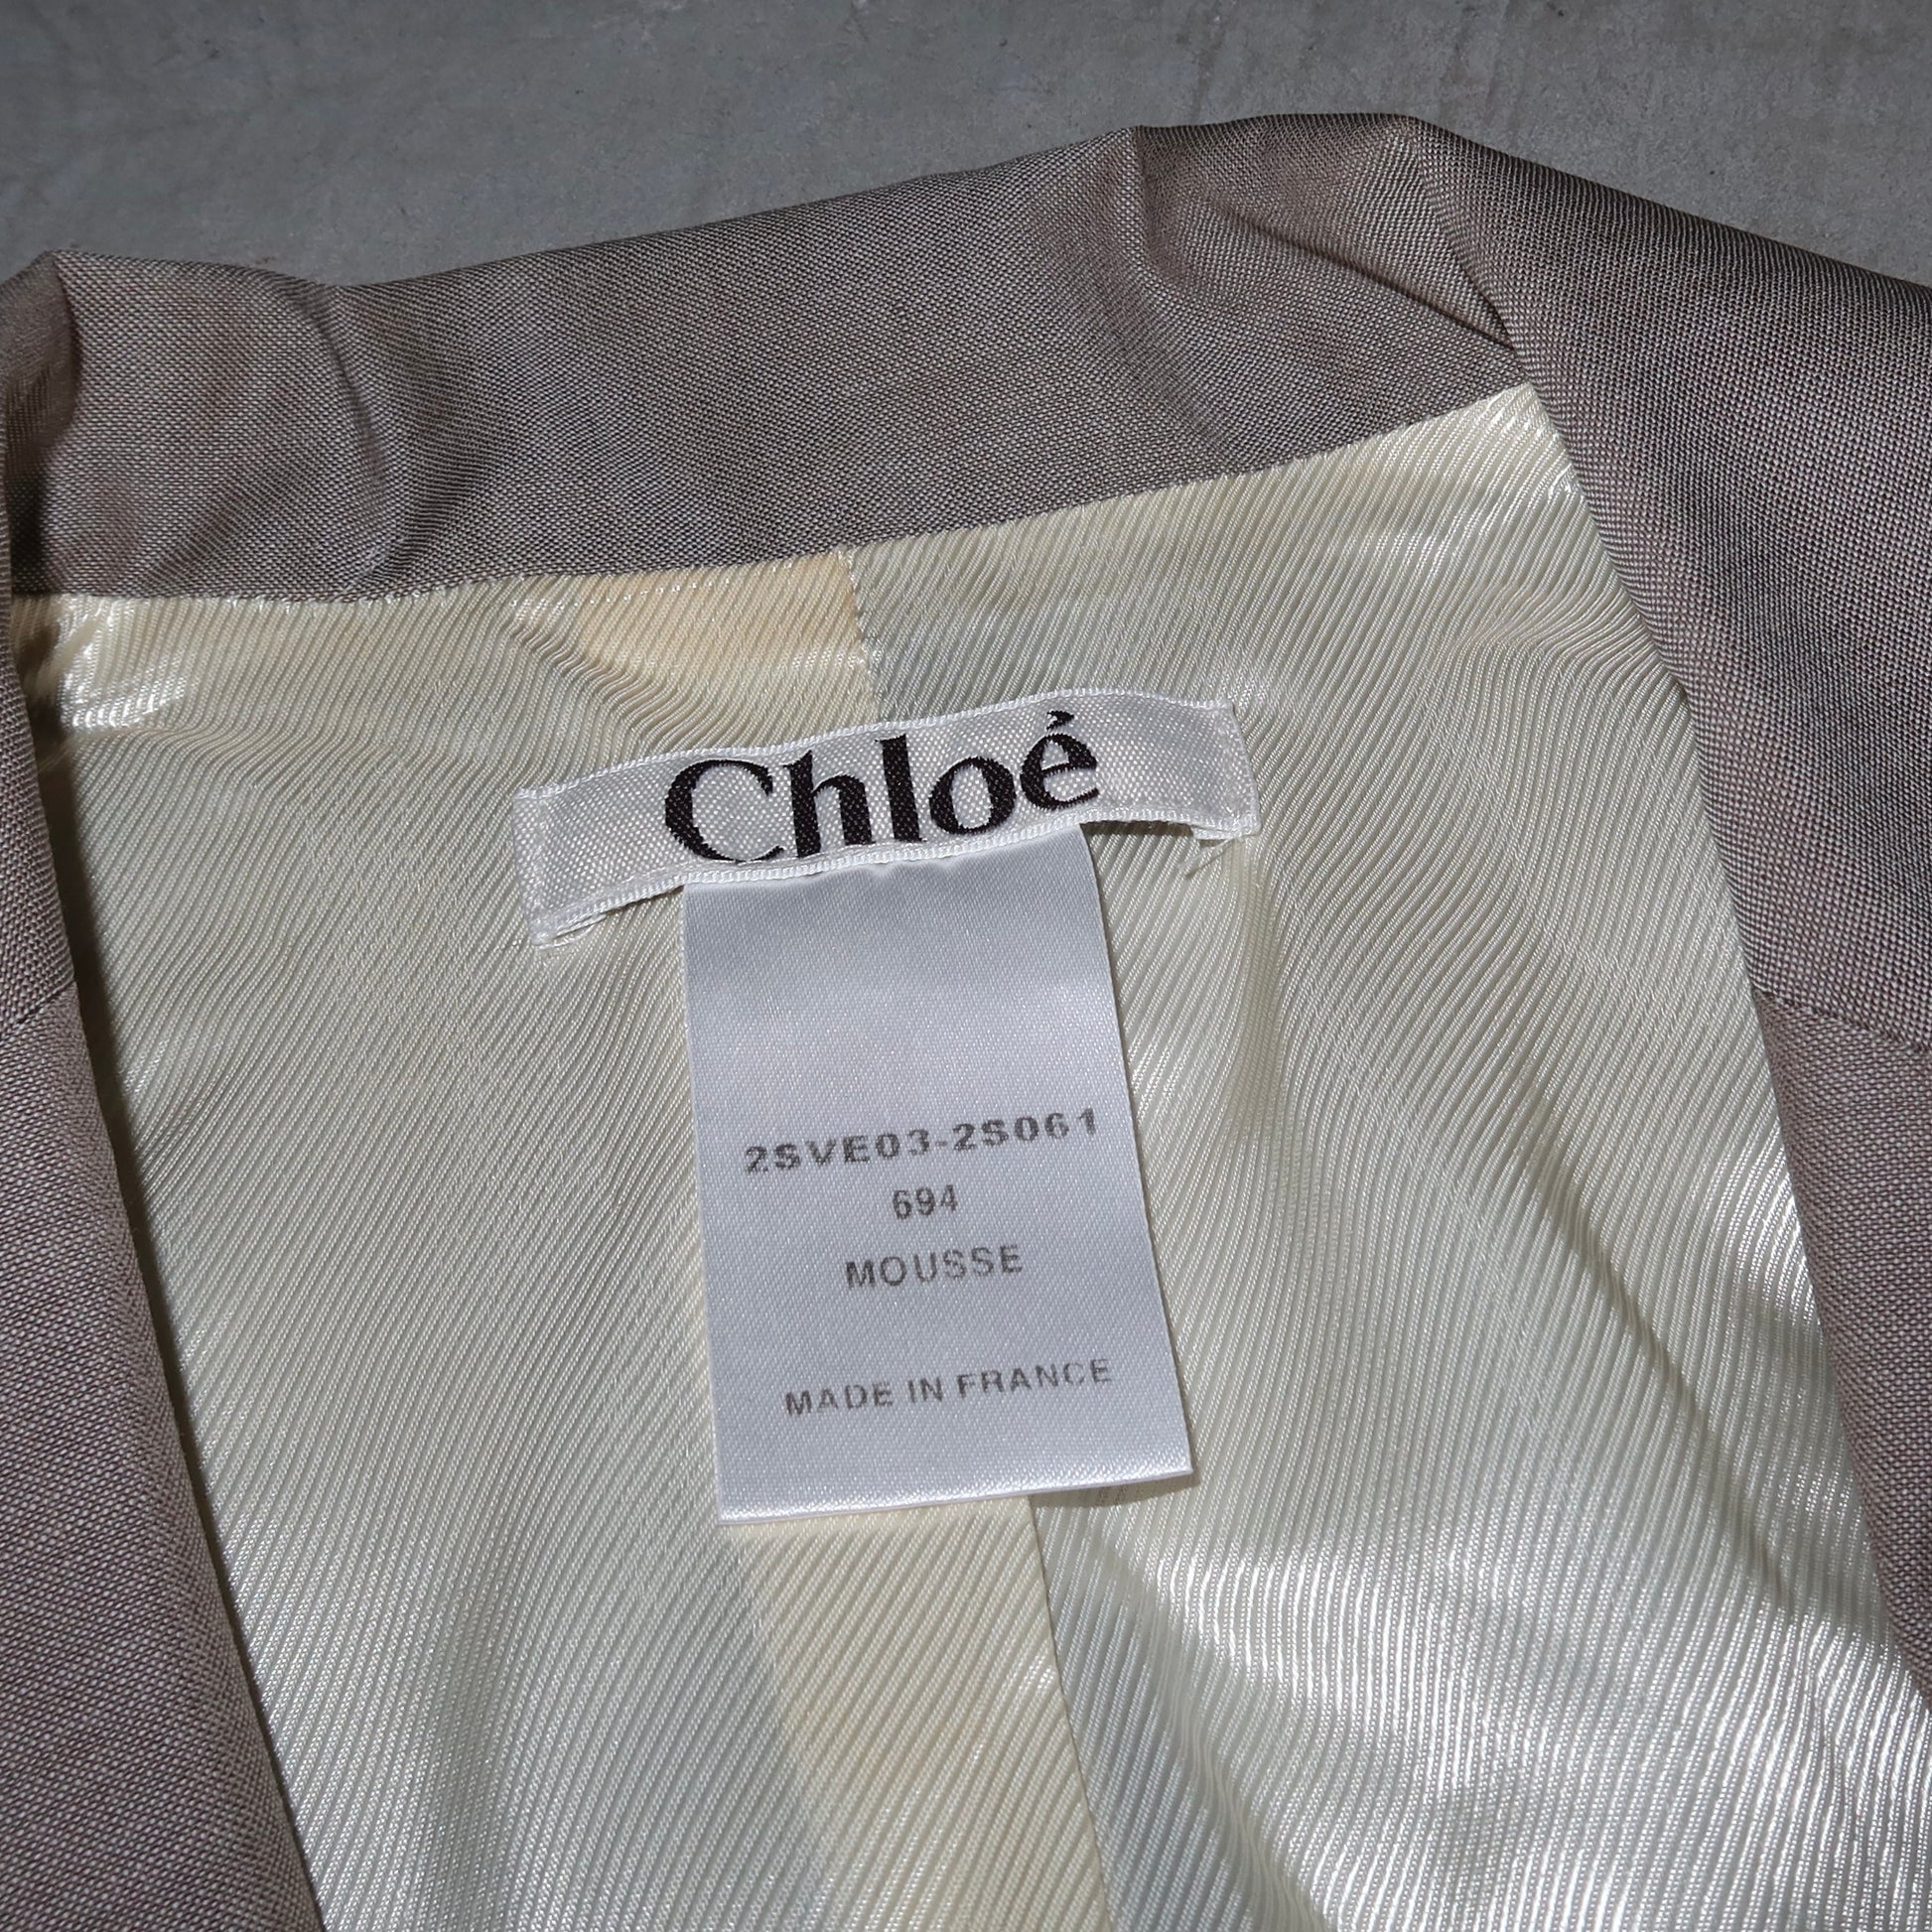 Chloé
2SVE03-2S061
694
MOUSSE
MADE IN FRANCE